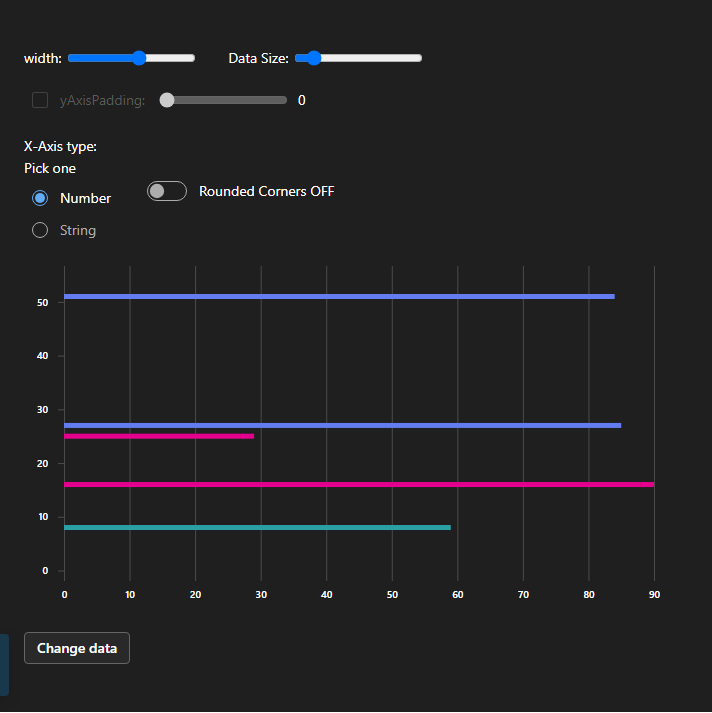 width: Data Size:
yAxisPadding: 0
X-Axis type:
Pick one
Number Rounded Corners OFF
String
50
40
30
20
10
0
0 10 20 30 40 50 60 70 80 90
Change data